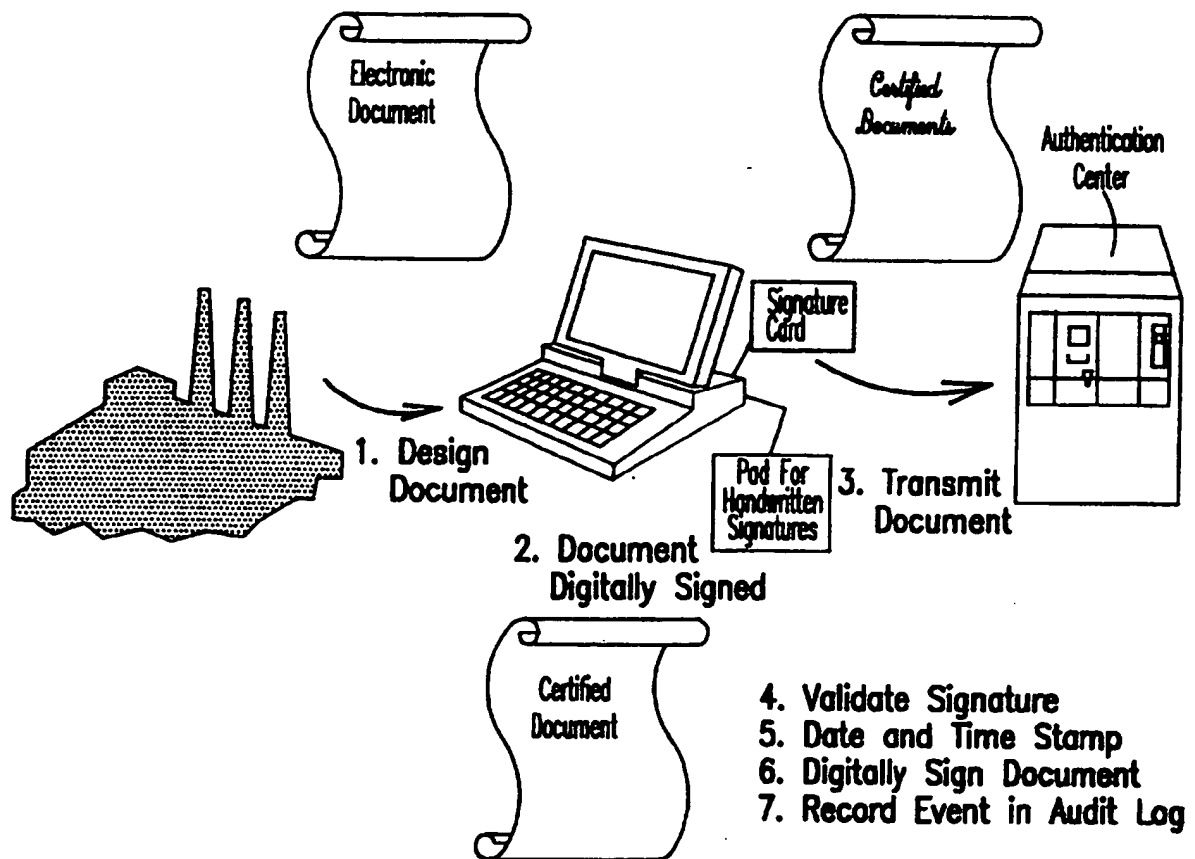 Electronic
Document
Certified
Documents
Authentication
Center
Signature
Card
1. Design
Document
Pad For
Handwritten
Signatures
3. Transmit
Document
2. Document
Digitally Signed
Certified
Document
4. Validate Signature
5. Date and Time Stamp
6. Digitally Sign Document
7. Record Event in Audit Log